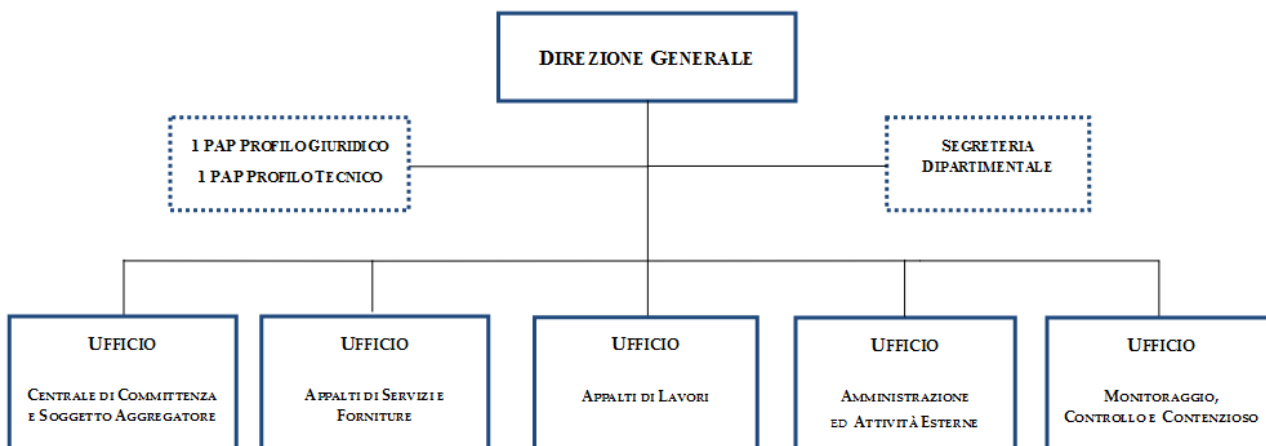 DIREZIONE GENERALE
1 PAP PROFILO GIURIDICO
1 PAP PROFILO TECNICO
SEGRETERIA
DIPARTIMENTALE
UFFICIO
CENTRALE DI COMMITTENZA
E SOGGETTO AGGREGATORE
UFFICIO
APPALTI DI SERVIZI E
FORNITURE
UFFICIO
APPALTI DI LAVORI
UFFICIO
AMMINISTRAZIONE
ED ATTIVITÀ ESTERNE
UFFICIO
MONITORAGGIO,
CONTROLLO E CONTENZIOSO